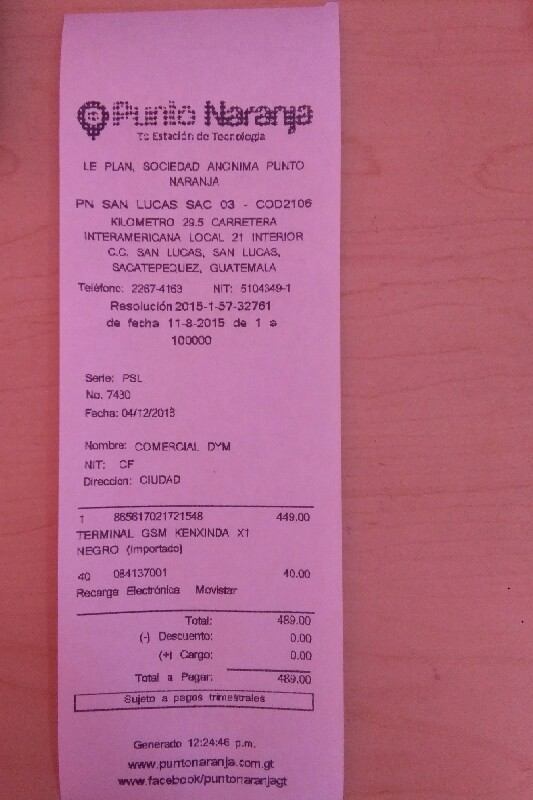 Punto Naranja
Tu Estación de Tecnología
LE PLAN, SOCIEDAD ANONIMA PUNTO
NARANJA
PN SAN LUCAS SAC 03 - COD2106
KILOMETRO 29.5 CARRETERA
INTERAMERICANA LOCAL 21 INTERIOR
C.C. SAN LUCAS, SAN LUCAS,
SACATEPEQUEZ, GUATEMALA
Teléfono: 2267-4163 NIT: 5104349-1
Resolución 2015-1-57-32761
de fecha 11-8-2015 de 1 a
100000
Serie: PSL
No. 7430
Fecha: 04/12/2013
Nombre: COMERCIAL DYM
NIT: CF
Direccion: CIUDAD
1 865617021721548 449.00
TERMINAL GSM KENXINDA X1
NEGRO (Importado)
40 084137001 40.00
Recarga Electrónica Movistar
Total: 489.00
(-) Descuento: 0.00
(+) Cargo: 0.00
Total a Pagar: 489.00
Sujeto a pagos trimestrales
Generado 12:24:46 p.m.
www.puntonaranja.com.gt
www.facebook/puntonaranjagt